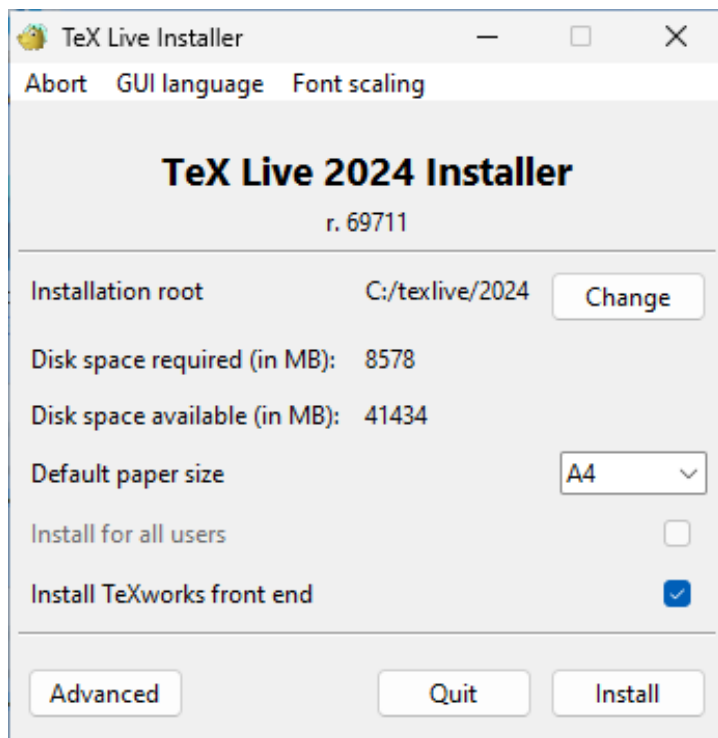 TeX Live Installer
Abort GUI language Font scaling
TeX Live 2024 Installer
r. 69711
Installation root C:/texlive/2024 Change
Disk space required (in MB): 8578
Disk space available (in MB): 41434
Default paper size A4
Install for all users
Install TeXworks front end
Advanced Quit Install